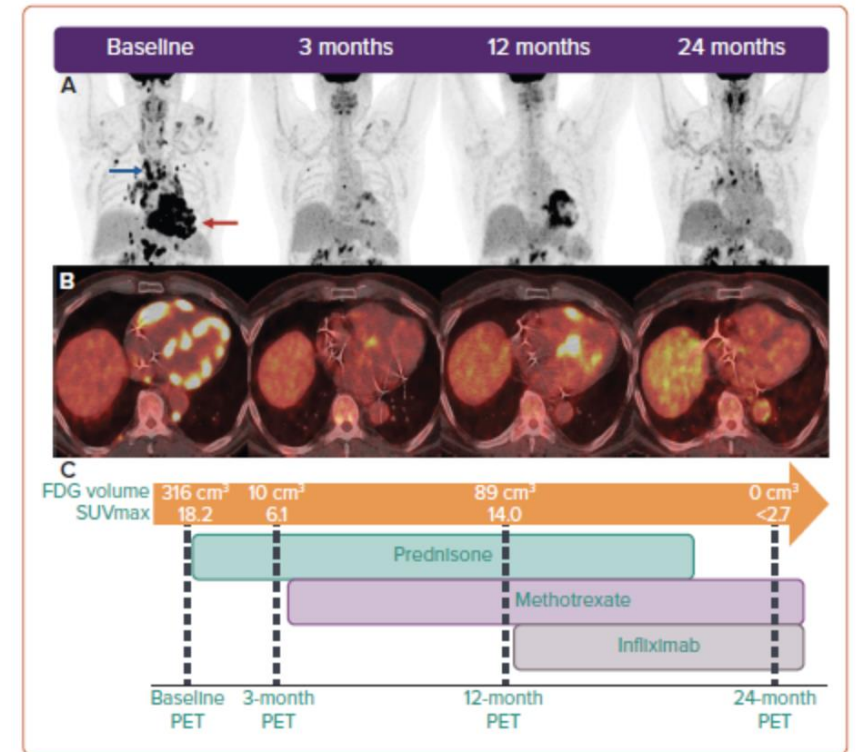 Baseline 3 months 12 months 24 months
A
B
C
FDG volume 316 cm³ 10 cm³ 89 cm³ 0 cm³
SUVmax 18.2 6.1 14.0 <2.7
Prednisone
Methotrexate
Infliximab
Baseline 3-month 12-month 24-month
PET PET PET PET